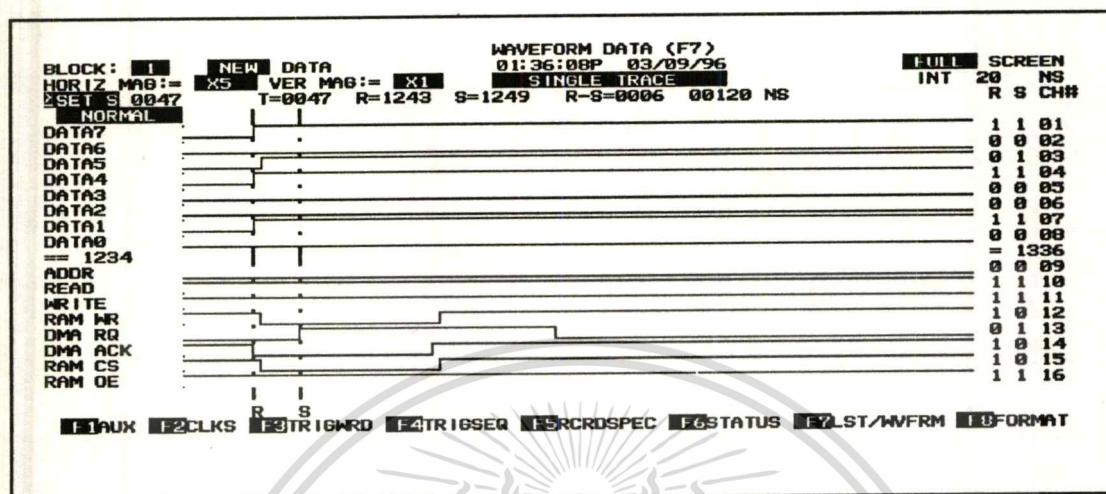 WAVEFORM DATA (F7)
BLOCK: 1 NEW DATA 01:36:08P 03/09/96 FULL SCREEN
HORIZ MAG:= X5 VER MAG:= X1 SINGLE TRACE INT 20 NS
SET S 0047 T=0047 R=1243 S=1249 R-S=0006 00120 NS R S CH#
NORMAL
DATA7 1 1 01
DATA6 0 0 02
DATA5 0 1 03
DATA4 1 1 04
DATA3 0 0 05
DATA2 0 0 06
DATA1 1 1 07
DATA0 0 0 08
== 1234 = 1336
ADDR 0 0 09
READ 1 1 10
WRITE 1 1 11
RAM WR 1 0 12
DMA RQ 0 1 13
DMA ACK 1 0 14
RAM CS 1 0 15
RAM OE 1 1 16
R S
F1AUX F2CLKS F3TRIGWRD F4TRIGSEQ F5RCRDSPEC F6STATUS F7LST/WVFRM F8FORMAT